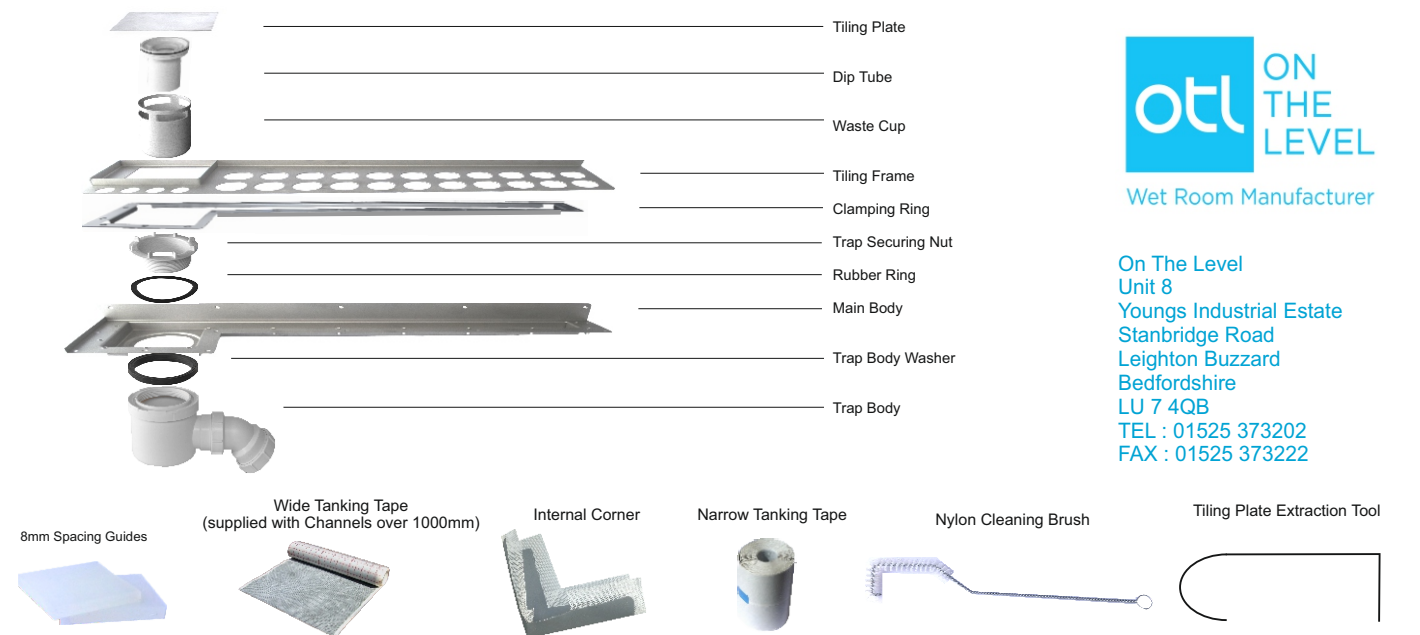 Tiling Plate
Dip Tube
Waste Cup
Tiling Frame
Clamping Ring
Trap Securing Nut
Rubber Ring
Main Body
Trap Body Washer
Trap Body
otl
ON
THE
LEVEL
Wet Room Manufacturer
On The Level
Unit 8
Youngs Industrial Estate
Stanbridge Road
Leighton Buzzard
Bedfordshire
LU 7 4QB
TEL : 01525 373202
FAX : 01525 373222
8mm Spacing Guides
Wide Tanking Tape
(supplied with Channels over 1000mm)
Internal Corner
Narrow Tanking Tape
Nylon Cleaning Brush
Tiling Plate Extraction Tool